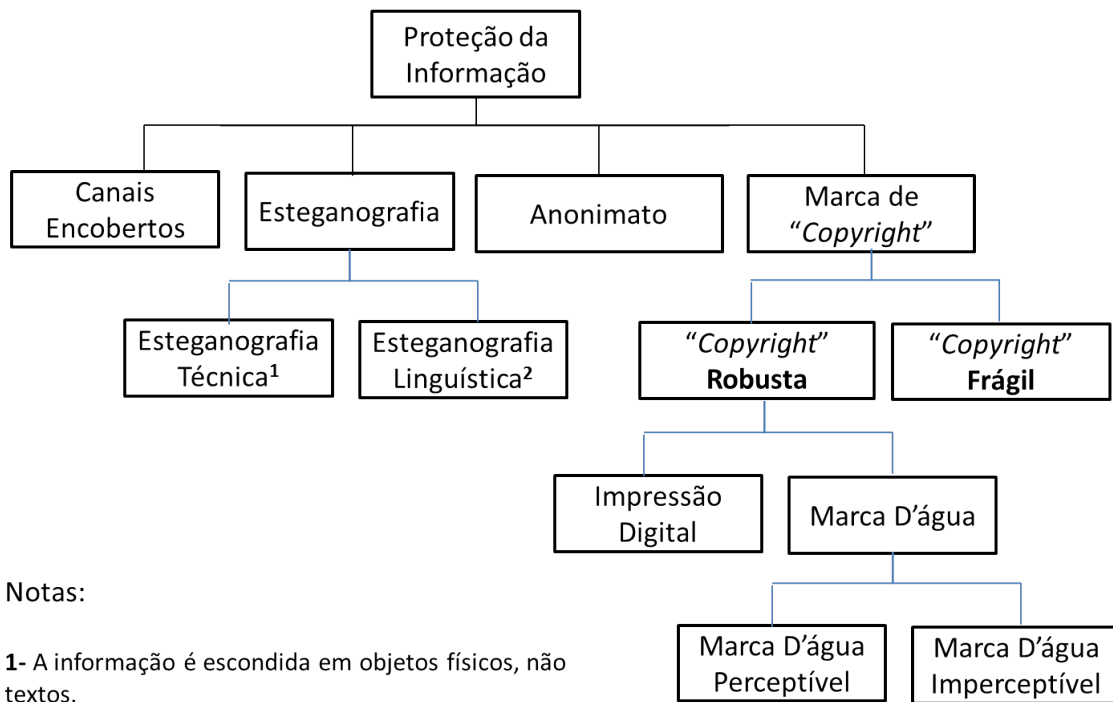 Proteção da
Informação
Canais
Encobertos
Esteganografia
Anonimato
Marca de
“Copyright”
Esteganografia
Técnica¹
Esteganografia
Linguística²
“Copyright”
Robusta
“Copyright”
Frágil
Impressão
Digital
Marca D’água
Marca D’água
Perceptível
Marca D’água
Imperceptível
Notas:
1- A informação é escondida em objetos físicos, não
textos.